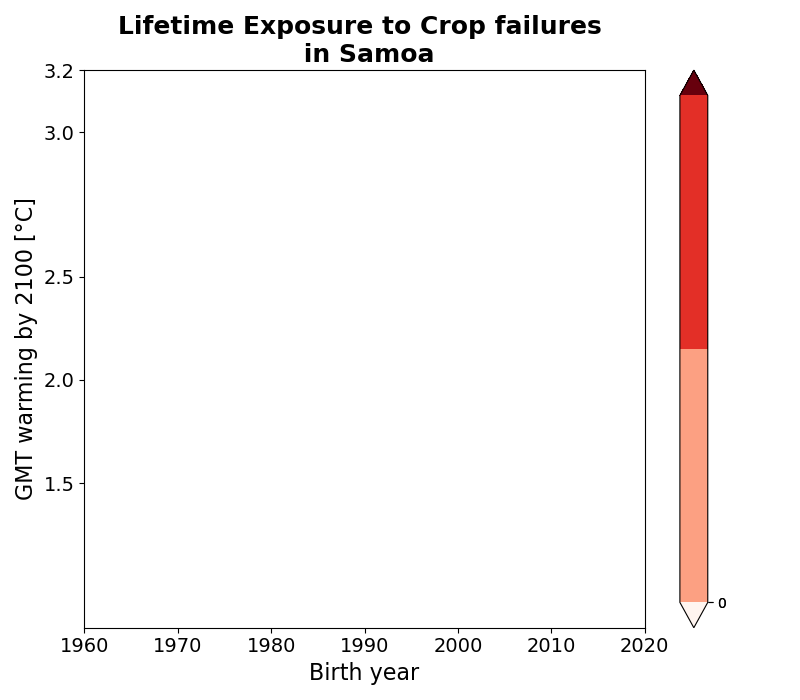 Lifetime Exposure to Crop failures
in Samoa
3.2
3.0
2.5
2.0
1.5
GMT warming by 2100 [°C]
0
1960 1970 1980 1990 2000 2010 2020
Birth year